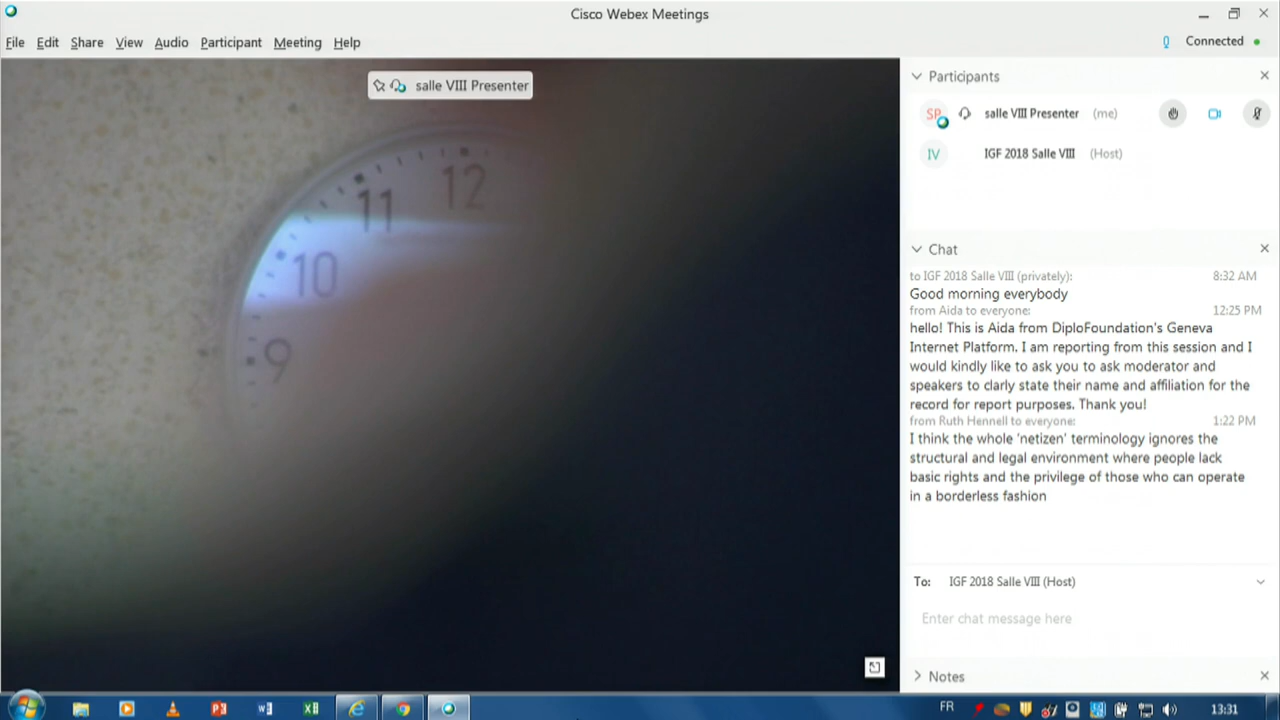 Cisco Webex Meetings
File Edit Share View Audio Participant Meeting Help
Connected
salle VIII Presenter
12
11
10
9
Participants
SP salle VIII Presenter (me)
IV IGF 2018 Salle VIII (Host)
Chat
to IGF 2018 Salle VIII (privately): 8:32 AM
Good morning everybody
from Aida to everyone: 12:25 PM
hello! This is Aida from DiploFoundation's Geneva
Internet Platform. I am reporting from this session and I
would kindly like to ask you to ask moderator and
speakers to clarly state their name and affiliation for the
record for report purposes. Thank you!
from Ruth Hennell to everyone: 1:22 PM
I think the whole 'netizen' terminology ignores the
structural and legal environment where people lack
basic rights and the privilege of those who can operate
in a borderless fashion
To: IGF 2018 Salle VIII (Host)
Enter chat message here
Notes
FR 13:31